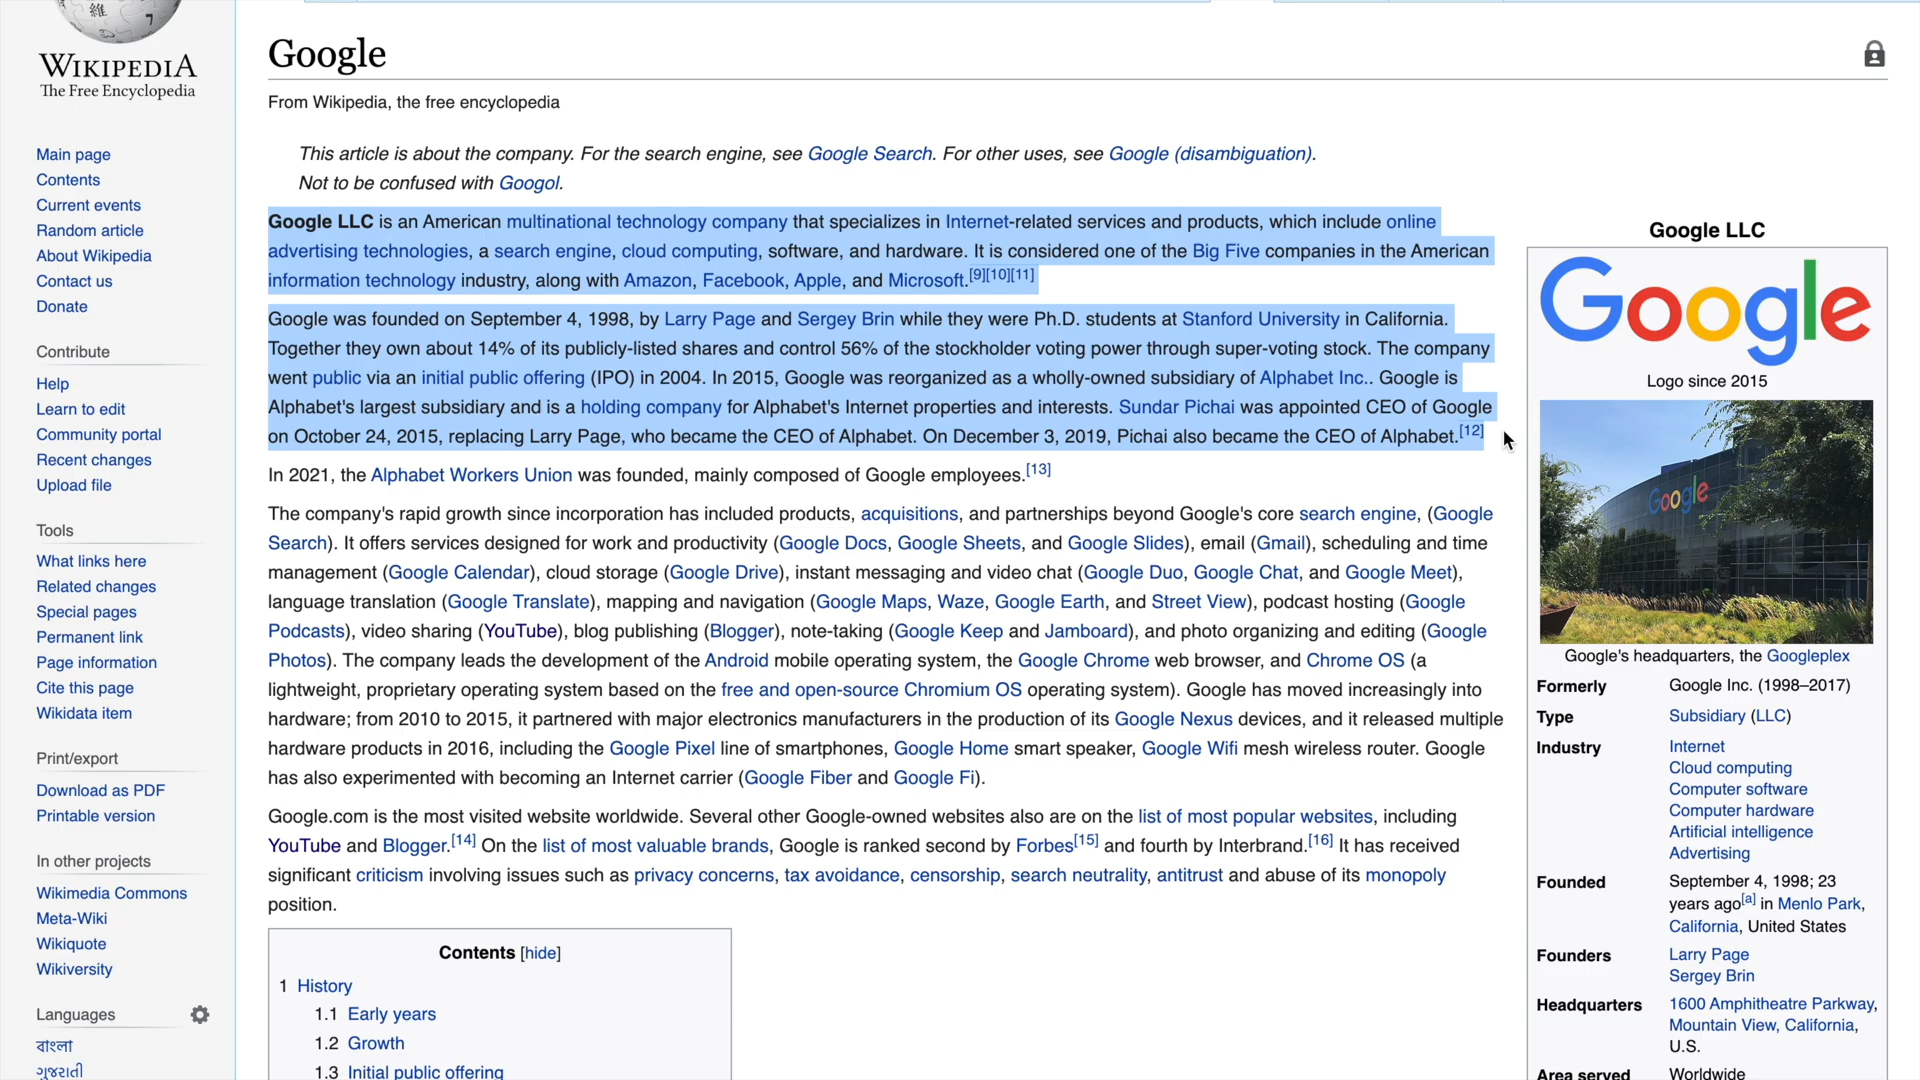 維
7
WIKIPEDIA
The Free Encyclopedia
Main page
Contents
Current events
Random article
About Wikipedia
Contact us
Donate
Contribute
Help
Learn to edit
Community portal
Recent changes
Upload file
Tools
What links here
Related changes
Special pages
Permanent link
Page information
Cite this page
Wikidata item
Print/export
Download as PDF
Printable version
In other projects
Wikimedia Commons
Meta-Wiki
Wikiquote
Wikiversity
Languages
বাংলা
ગુજરાતી
Google
From Wikipedia, the free encyclopedia
This article is about the company. For the search engine, see Google Search. For other uses, see Google (disambiguation).
Not to be confused with Googol.
Google LLC is an American multinational technology company that specializes in Internet-related services and products, which include online
advertising technologies, a search engine, cloud computing, software, and hardware. It is considered one of the Big Five companies in the American
information technology industry, along with Amazon, Facebook, Apple, and Microsoft.[9][10][11]
Google was founded on September 4, 1998, by Larry Page and Sergey Brin while they were Ph.D. students at Stanford University in California.
Together they own about 14% of its publicly-listed shares and control 56% of the stockholder voting power through super-voting stock. The company
went public via an initial public offering (IPO) in 2004. In 2015, Google was reorganized as a wholly-owned subsidiary of Alphabet Inc.. Google is
Alphabet's largest subsidiary and is a holding company for Alphabet's Internet properties and interests. Sundar Pichai was appointed CEO of Google
on October 24, 2015, replacing Larry Page, who became the CEO of Alphabet. On December 3, 2019, Pichai also became the CEO of Alphabet.[12]
In 2021, the Alphabet Workers Union was founded, mainly composed of Google employees.[13]
The company's rapid growth since incorporation has included products, acquisitions, and partnerships beyond Google's core search engine, (Google
Search). It offers services designed for work and productivity (Google Docs, Google Sheets, and Google Slides), email (Gmail), scheduling and time
management (Google Calendar), cloud storage (Google Drive), instant messaging and video chat (Google Duo, Google Chat, and Google Meet),
language translation (Google Translate), mapping and navigation (Google Maps, Waze, Google Earth, and Street View), podcast hosting (Google
Podcasts), video sharing (YouTube), blog publishing (Blogger), note-taking (Google Keep and Jamboard), and photo organizing and editing (Google
Photos). The company leads the development of the Android mobile operating system, the Google Chrome web browser, and Chrome OS (a
lightweight, proprietary operating system based on the free and open-source Chromium OS operating system). Google has moved increasingly into
hardware; from 2010 to 2015, it partnered with major electronics manufacturers in the production of its Google Nexus devices, and it released multiple
hardware products in 2016, including the Google Pixel line of smartphones, Google Home smart speaker, Google Wifi mesh wireless router. Google
has also experimented with becoming an Internet carrier (Google Fiber and Google Fi).
Google.com is the most visited website worldwide. Several other Google-owned websites also are on the list of most popular websites, including
YouTube and Blogger.[14] On the list of most valuable brands, Google is ranked second by Forbes[15] and fourth by Interbrand.[16] It has received
significant criticism involving issues such as privacy concerns, tax avoidance, censorship, search neutrality, antitrust and abuse of its monopoly
position.
Contents [hide]
1 History
1.1 Early years
1.2 Growth
1.3 Initial public offering
Google LLC
Google
Logo since 2015
Google
Google's headquarters, the Googleplex
Formerly Google Inc. (1998–2017)
Type Subsidiary (LLC)
Industry Internet
Cloud computing
Computer software
Computer hardware
Artificial intelligence
Advertising
Founded September 4, 1998; 23
years ago[a] in Menlo Park,
California, United States
Founders Larry Page
Sergey Brin
Headquarters 1600 Amphitheatre Parkway,
Mountain View, California,
U.S.
Area served Worldwide